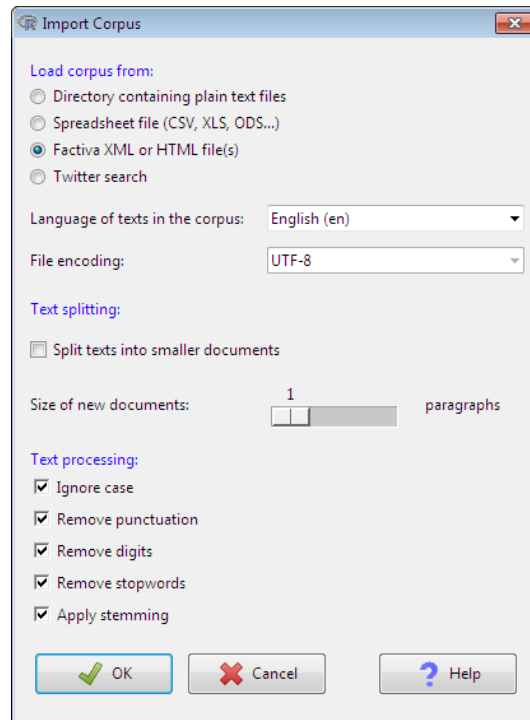 Import Corpus
Load corpus from:
Directory containing plain text files
Spreadsheet file (CSV, XLS, ODS...)
Factiva XML or HTML file(s)
Twitter search
Language of texts in the corpus: English (en)
File encoding: UTF-8
Text splitting:
Split texts into smaller documents
1
Size of new documents: paragraphs
Text processing:
Ignore case
Remove punctuation
Remove digits
Remove stopwords
Apply stemming
OK Cancel ? Help